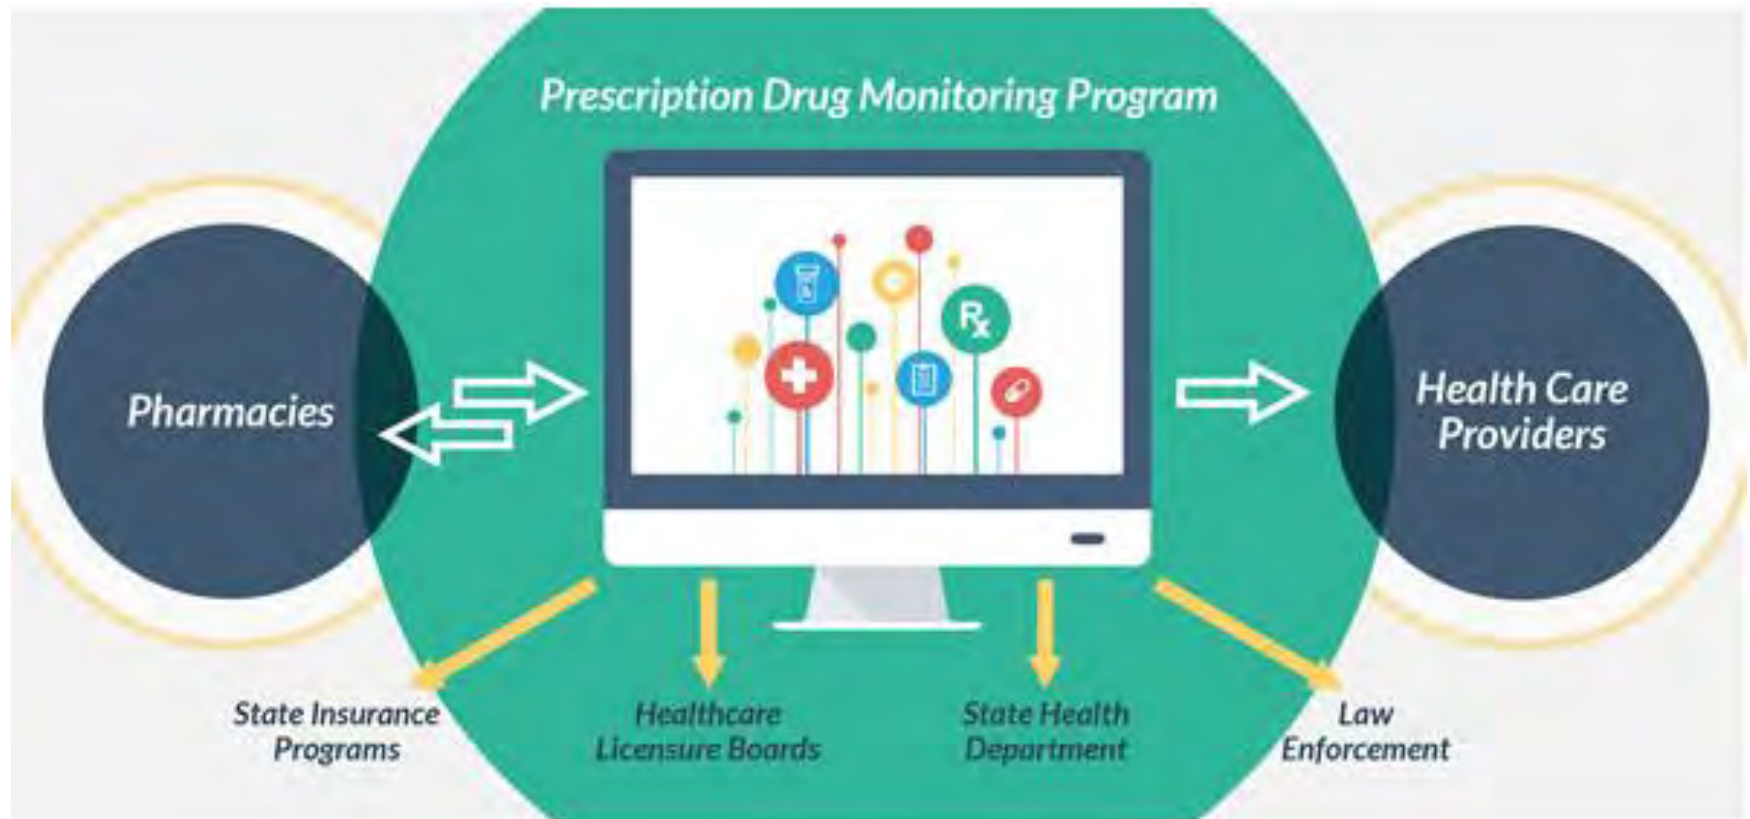 Prescription Drug Monitoring Program
Rx
Pharmacies
Health Care
Providers
State Insurance
Programs
Healthcare
Licensure Boards
State Health
Department
Law
Enforcement